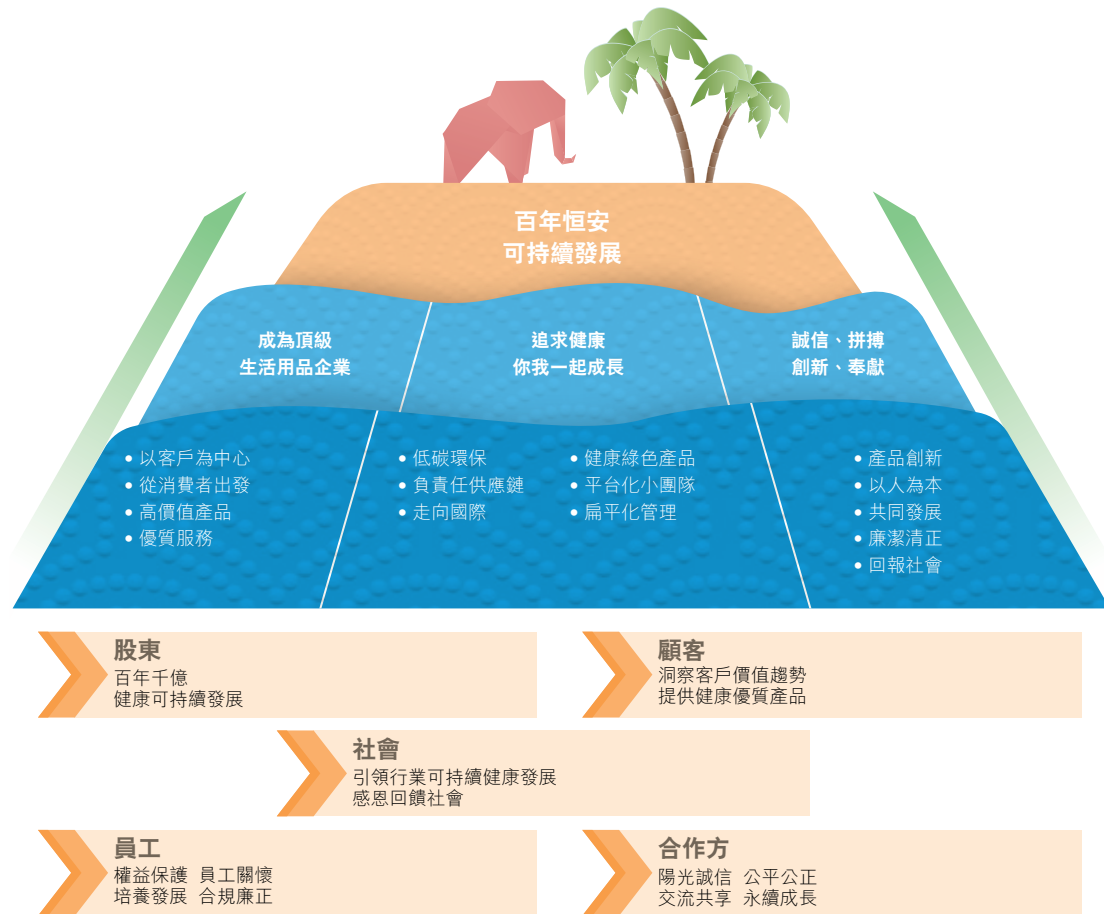 百年恒安
可持續發展
成為頂級
生活用品企業
追求健康
你我一起成長
誠信、拼搏
創新、奉獻
• 以客戶為中心
• 從消費者出發
• 高價值產品
• 優質服務
• 低碳環保
• 負責任供應鏈
• 走向國際
• 健康綠色產品
• 平台化小團隊
• 扁平化管理
• 產品創新
• 以人為本
• 共同發展
• 廉潔清正
• 回報社會
股東
百年千億
健康可持續發展
顧客
洞察客戶價值趨勢
提供健康優質產品
社會
引領行業可持續健康發展
感恩回饋社會
員工
權益保護 員工關懷
培養發展 合規廉正
合作方
陽光誠信 公平公正
交流共享 永續成長